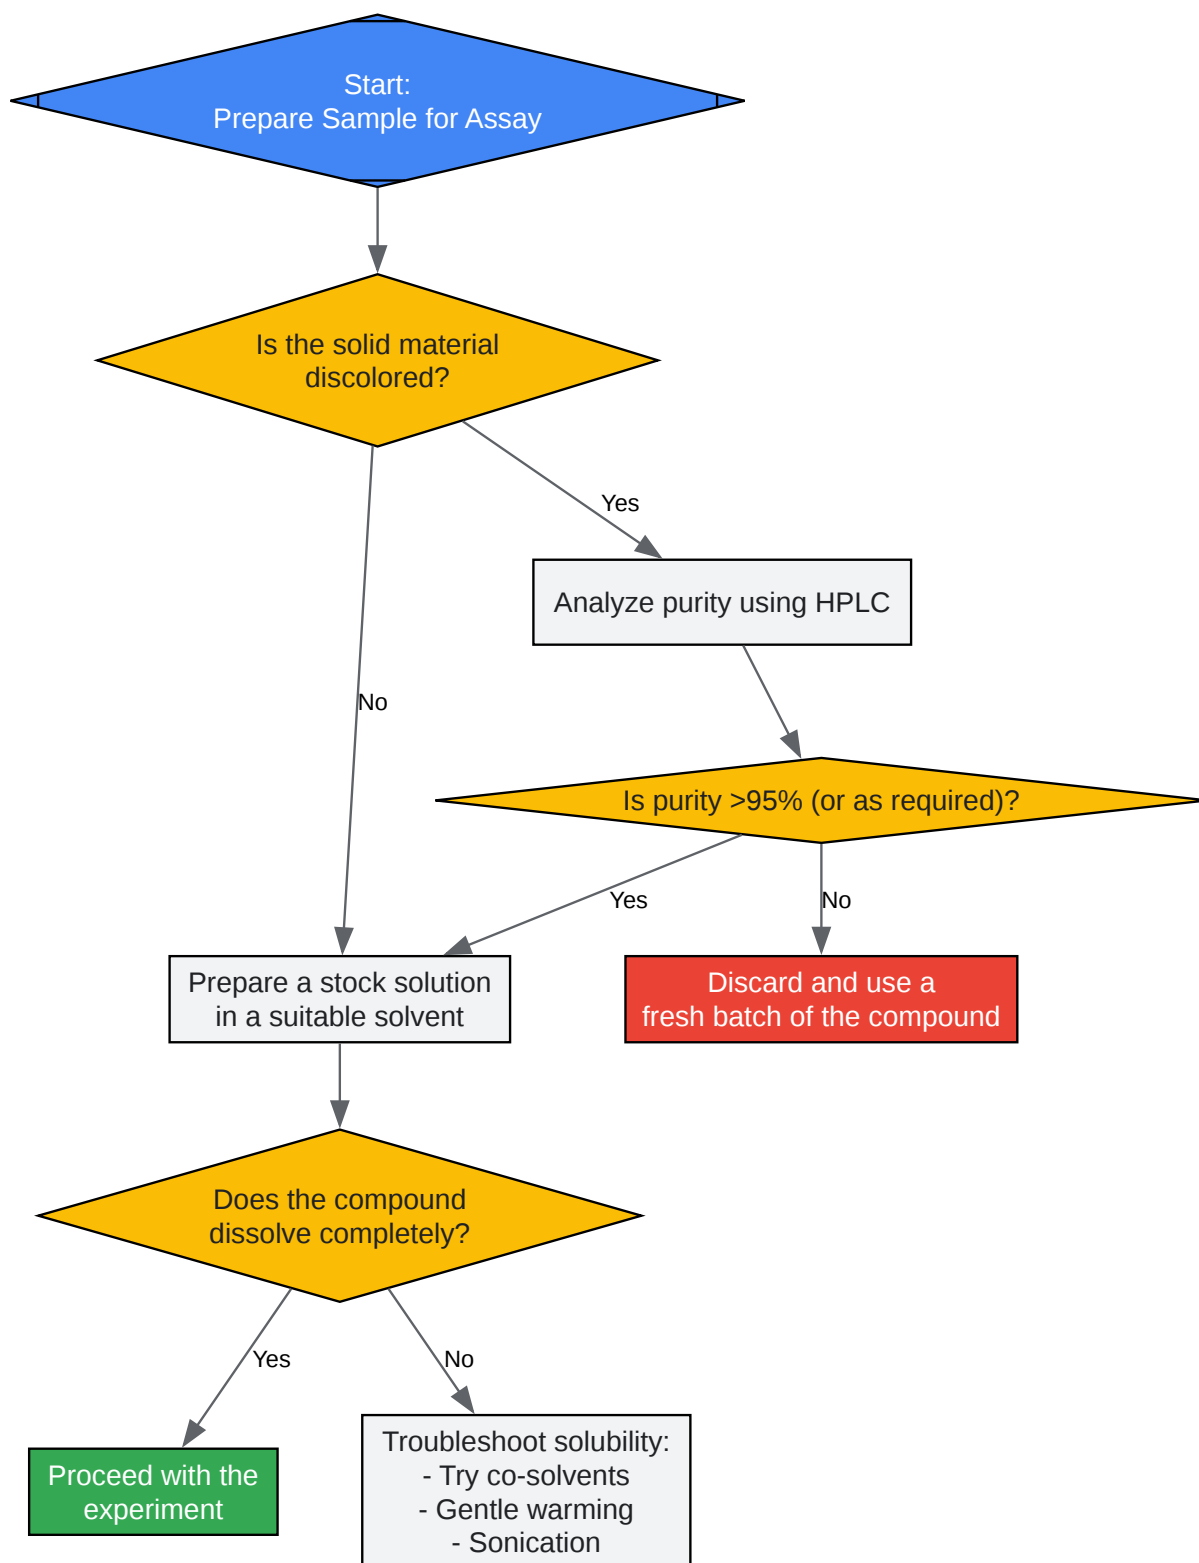 Start:
Prepare Sample for Assay
Is the solid material
discolored?
Yes
Analyze purity using HPLC
No
Is purity >95% (or as required)?
Yes
No
Prepare a stock solution
in a suitable solvent
Discard and use a
fresh batch of the compound
Does the compound
dissolve completely?
Yes
No
Proceed with the
experiment
Troubleshoot solubility:
- Try co-solvents
- Gentle warming
- Sonication